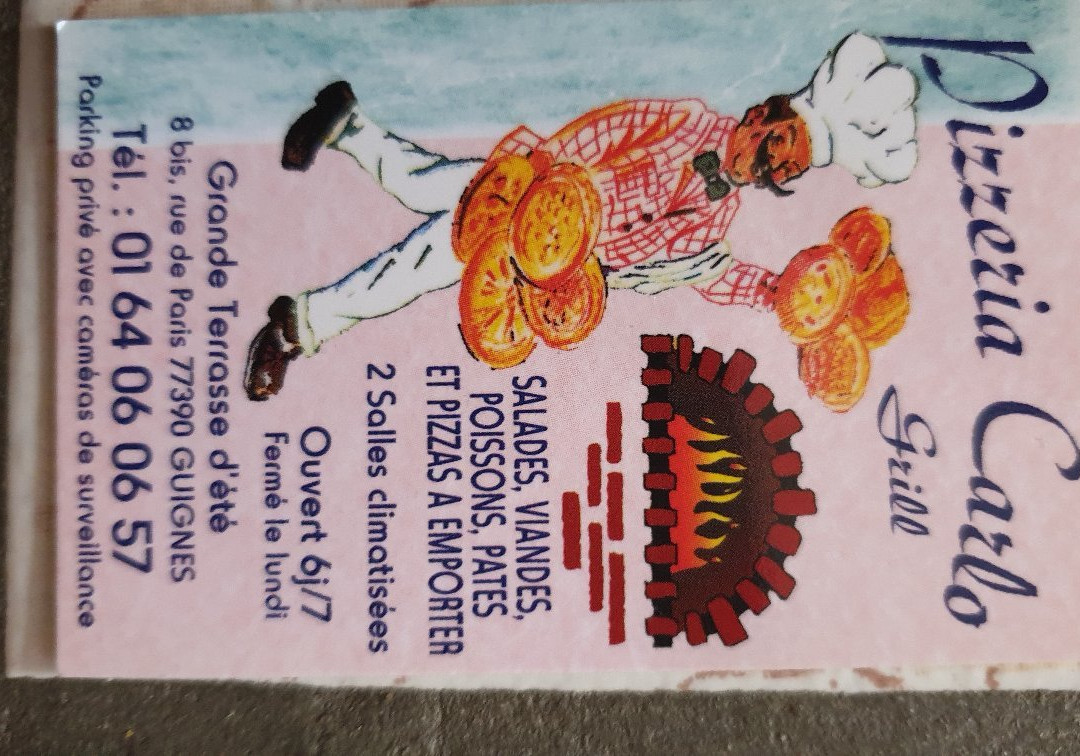 Pizzeria Carlo
Grill
SALADES, VIANDES,
POISSONS, PATES
ET PIZZAS A EMPORTER
2 Salles climatisées
Ouvert 6j/7
Fermé le lundi
Grande Terrasse d'été
8 bis, rue de Paris 77390 GUIGNES
Tél. : 01 64 06 06 57
Parking privé avec caméras de surveillance